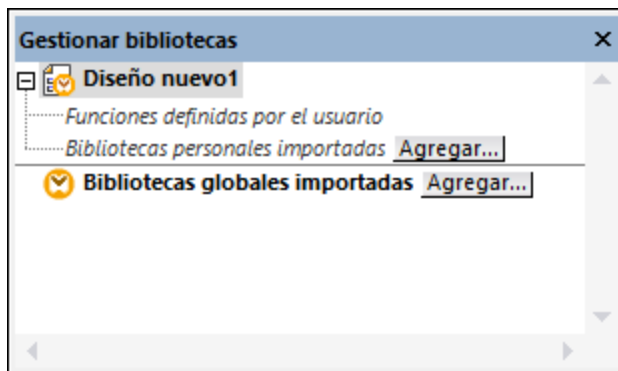 Gestionar bibliotecas
Diseño nuevo1
Funciones definidas por el usuario
Bibliotecas personales importadas Agregar...
Bibliotecas globales importadas Agregar...